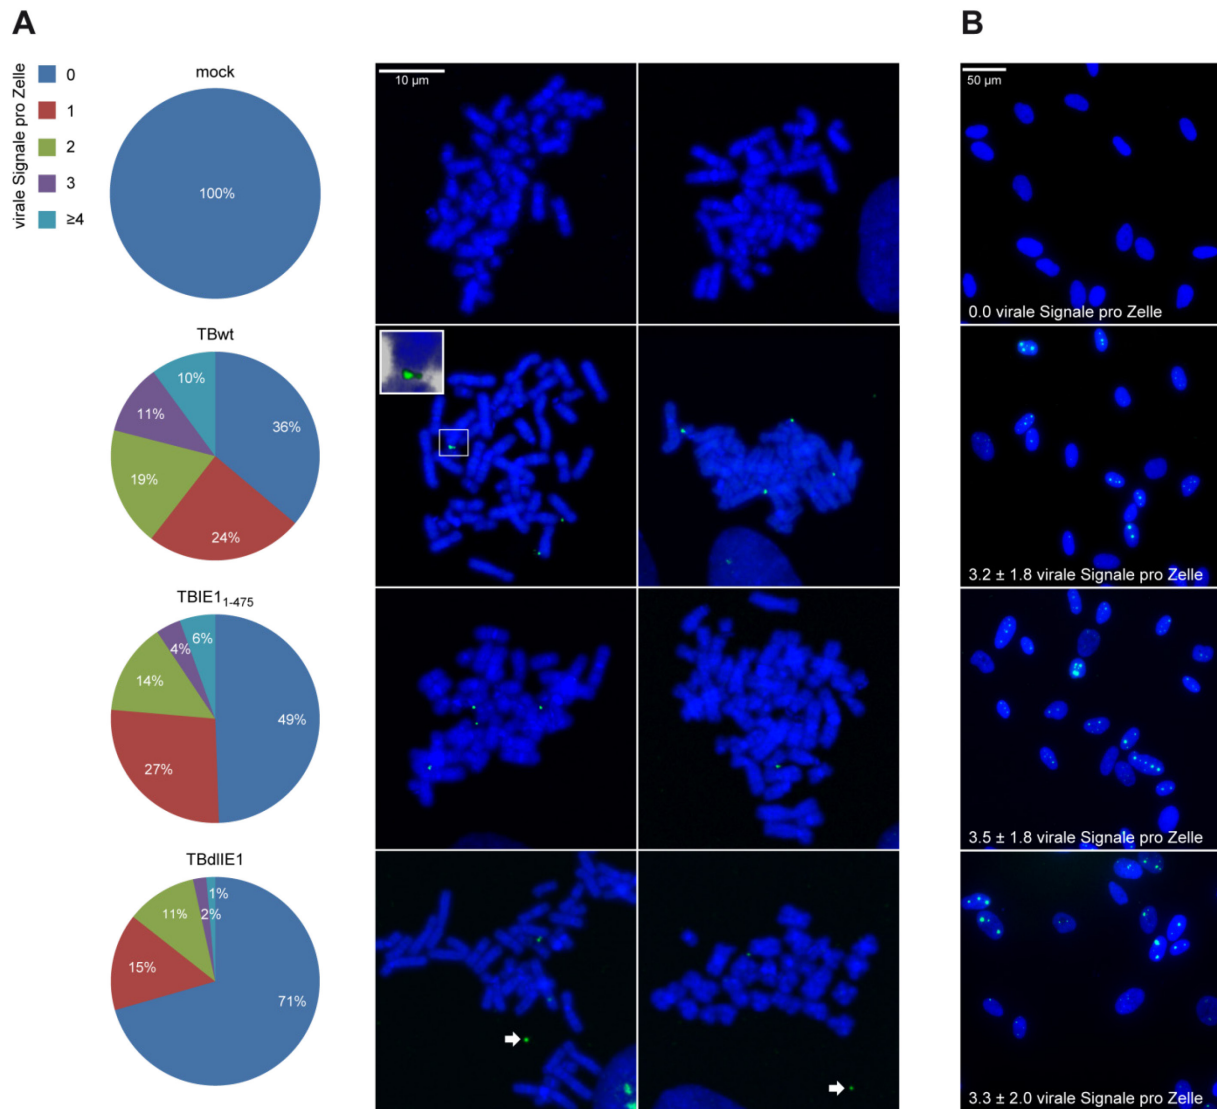 A
B
virale Signale pro Zelle
0
1
2
3
≥4
mock
100%
10 µm
50 µm
0.0 virale Signale pro Zelle
TBwt
36%
24%
19%
11%
10%
3.2 ± 1.8 virale Signale pro Zelle
TBIE1₁₋₄₇₅
49%
27%
14%
4%
6%
3.5 ± 1.8 virale Signale pro Zelle
TBdlIE1
71%
15%
11%
2%
1%
3.3 ± 2.0 virale Signale pro Zelle